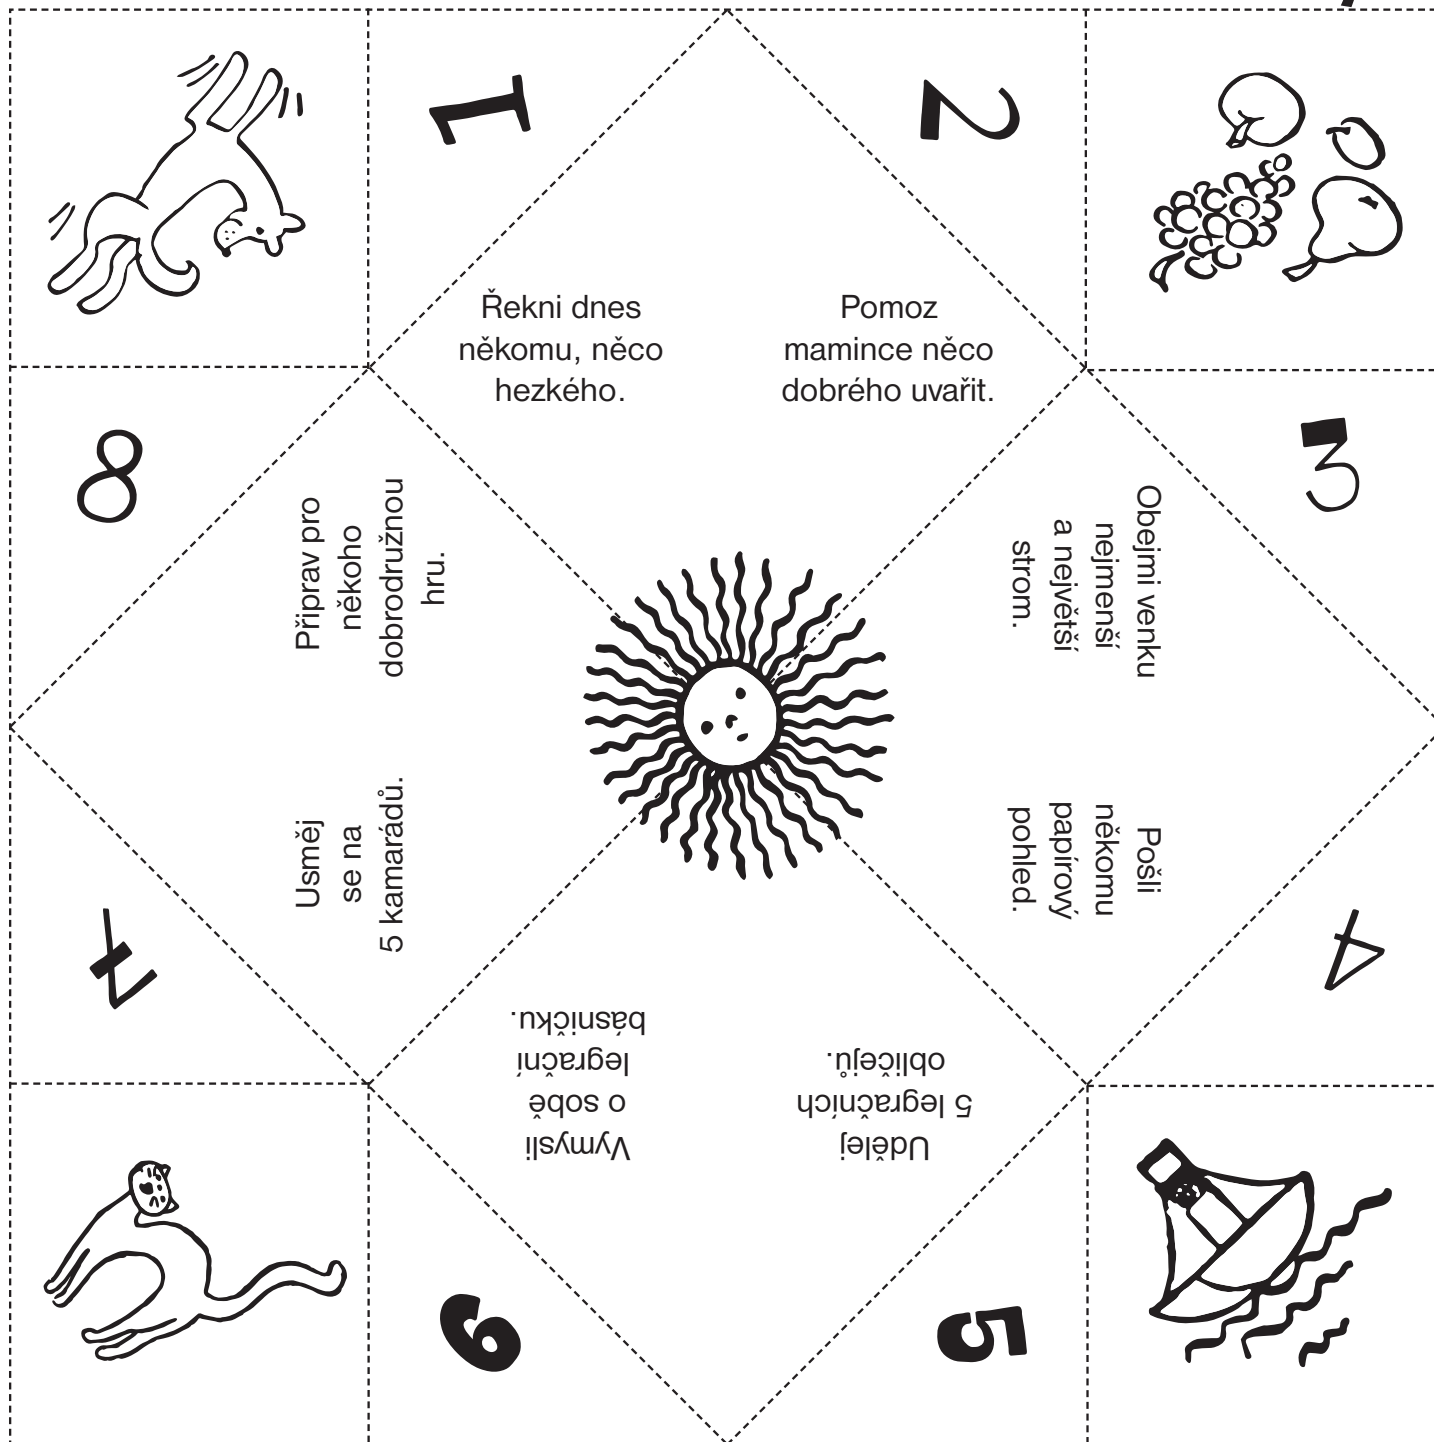 1
2
Řekni dnes
někomu, něco
hezkého.
Pomoz
mamince něco
dobrého uvařit.
3
Obejmi venku
nejmenší
a největší
strom.
4
Pošli
někomu
papírový
pohled.
5
Udělej
5 legračních
obličejů.
6
Vymysli
o sobě
legrační
básničku.
7
Usměj
se na
5 kamarádů.
8
Připrav pro
někoho
dobrodružnou
hru.